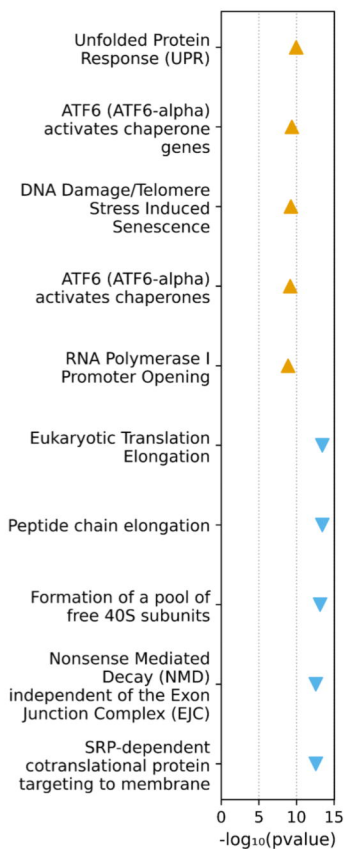 Unfolded Protein
Response (UPR)
ATF6 (ATF6-alpha)
activates chaperone
genes
DNA Damage/Telomere
Stress Induced
Senescence
ATF6 (ATF6-alpha)
activates chaperones
RNA Polymerase I
Promoter Opening
Eukaryotic Translation
Elongation
Peptide chain elongation
Formation of a pool of
free 40S subunits
Nonsense Mediated
Decay (NMD)
independent of the Exon
Junction Complex (EJC)
SRP-dependent
cotranslational protein
targeting to membrane
0 5 10 15
-log₁₀(pvalue)